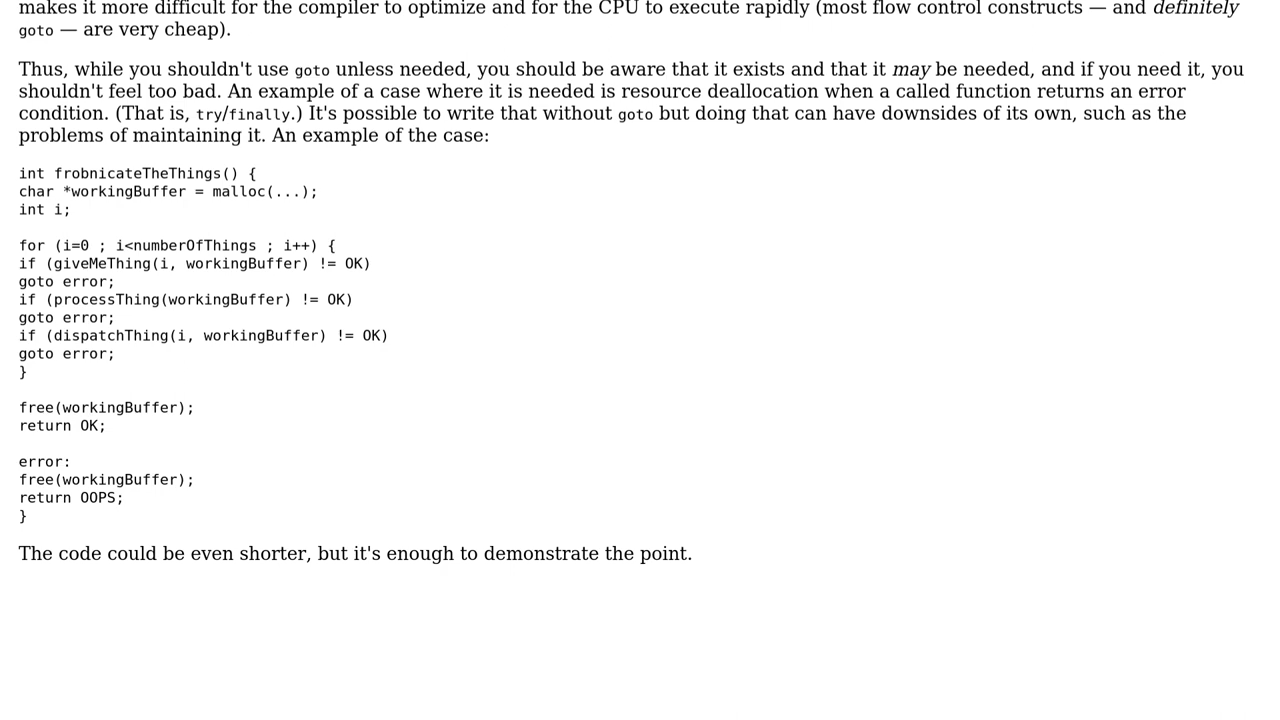 makes it more difficult for the compiler to optimize and for the CPU to execute rapidly (most flow control constructs — and definitely
goto — are very cheap).
Thus, while you shouldn't use goto unless needed, you should be aware that it exists and that it may be needed, and if you need it, you
shouldn't feel too bad. An example of a case where it is needed is resource deallocation when a called function returns an error
condition. (That is, try/finally.) It's possible to write that without goto but doing that can have downsides of its own, such as the
problems of maintaining it. An example of the case:
int frobnicateTheThings() {
char *workingBuffer = malloc(...);
int i;
for (i=0 ; i<numberOfThings ; i++) {
if (giveMeThing(i, workingBuffer) != OK)
goto error;
if (processThing(workingBuffer) != OK)
goto error;
if (dispatchThing(i, workingBuffer) != OK)
goto error;
}
free(workingBuffer);
return OK;
error:
free(workingBuffer);
return OOPS;
}
The code could be even shorter, but it's enough to demonstrate the point.